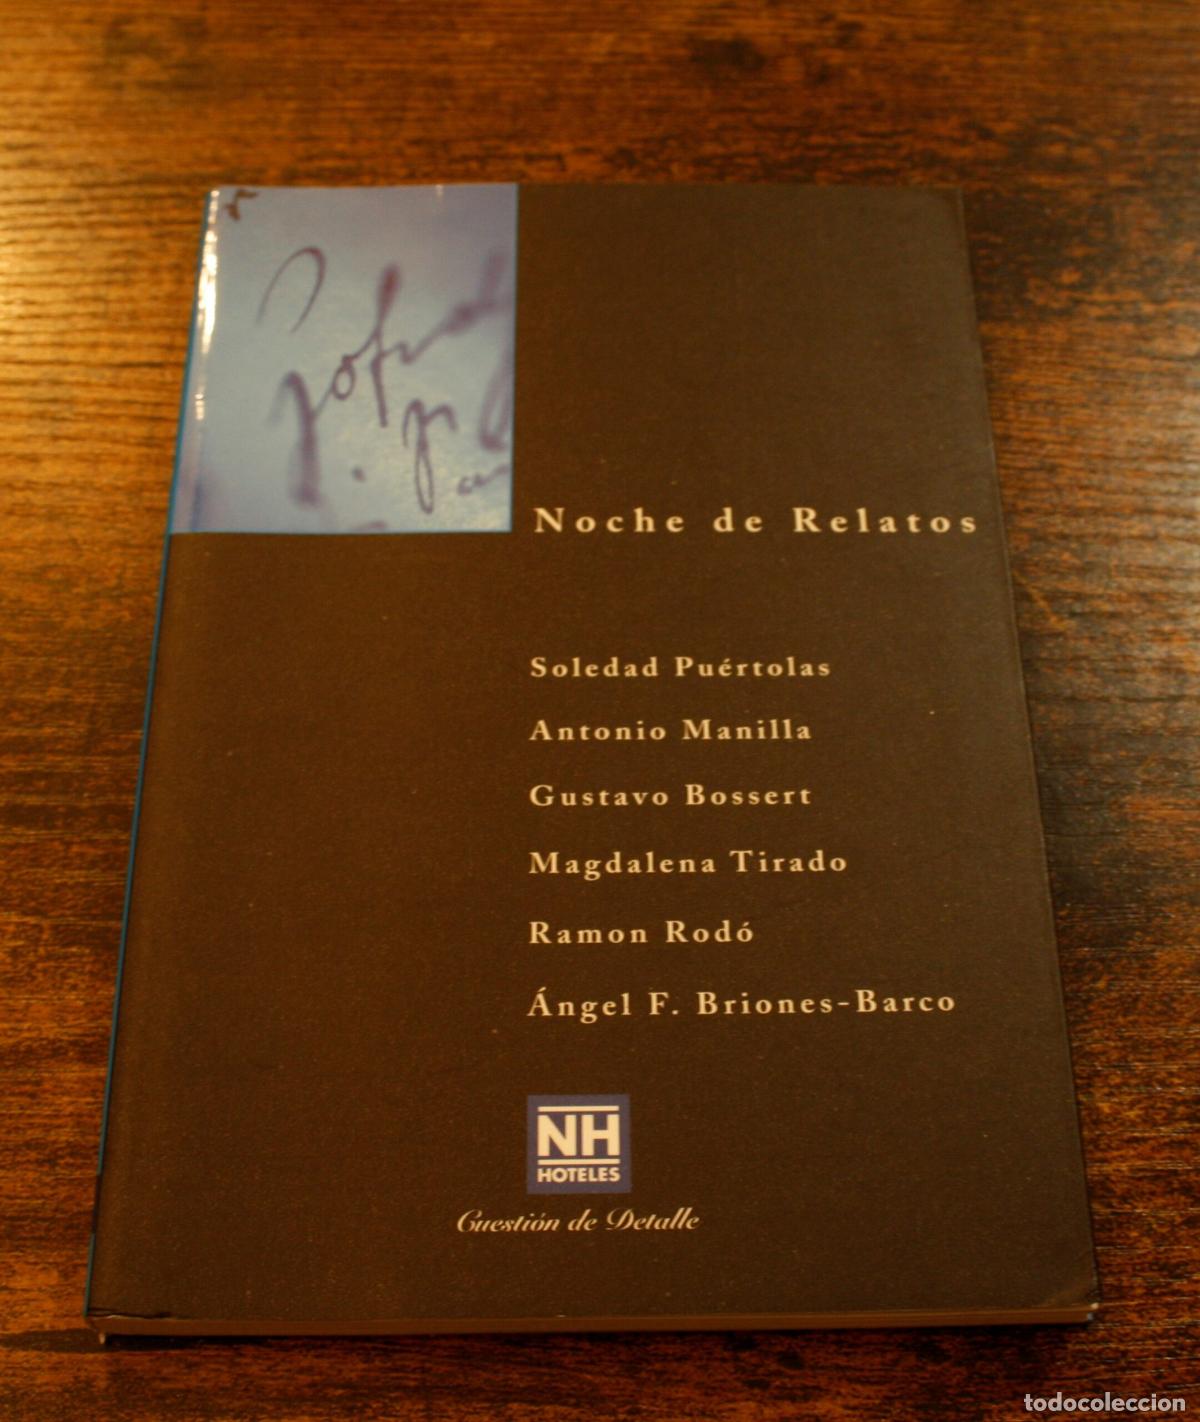 Noche de Relatos
Soledad Puértolas
Antonio Manilla
Gustavo Bossert
Magdalena Tirado
Ramon Rodó
Ángel F. Briones-Barco
NH
HOTELES
Cuestión de Detalle
todocoleccion